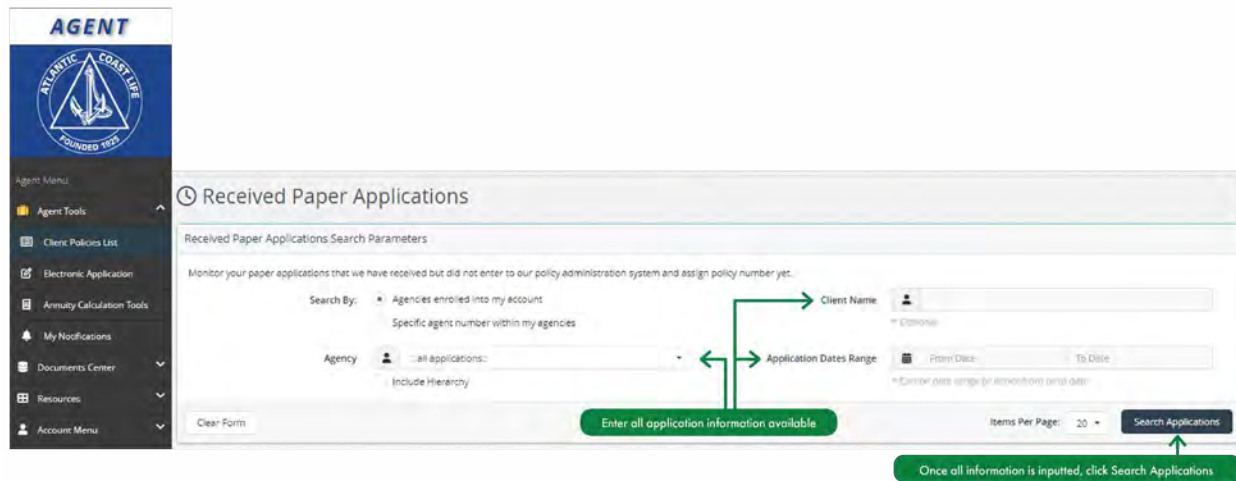 AGENT
ATLANTIC COAST LIFE
FOUNDED 1925
Agent Menu
Agent Tools
Client Policies List
Electronic Application
Annuity Calculation Tools
My Notifications
Documents Center
Resources
Account Menu
Received Paper Applications
Received Paper Applications Search Parameters
Monitor your paper applications that we have received but did not enter to our policy administration system and assign policy number yet.
Search By:
Agencies enrolled into my account
Specific agent number within my agencies
Client Name
* Optional
Agency
::all applications::
Include Hierarchy
Application Dates Range
From Date
To Date
Clear Form
Enter all application information available
Items Per Page:
20
Search Applications
Once all information is inputted, click Search Applications